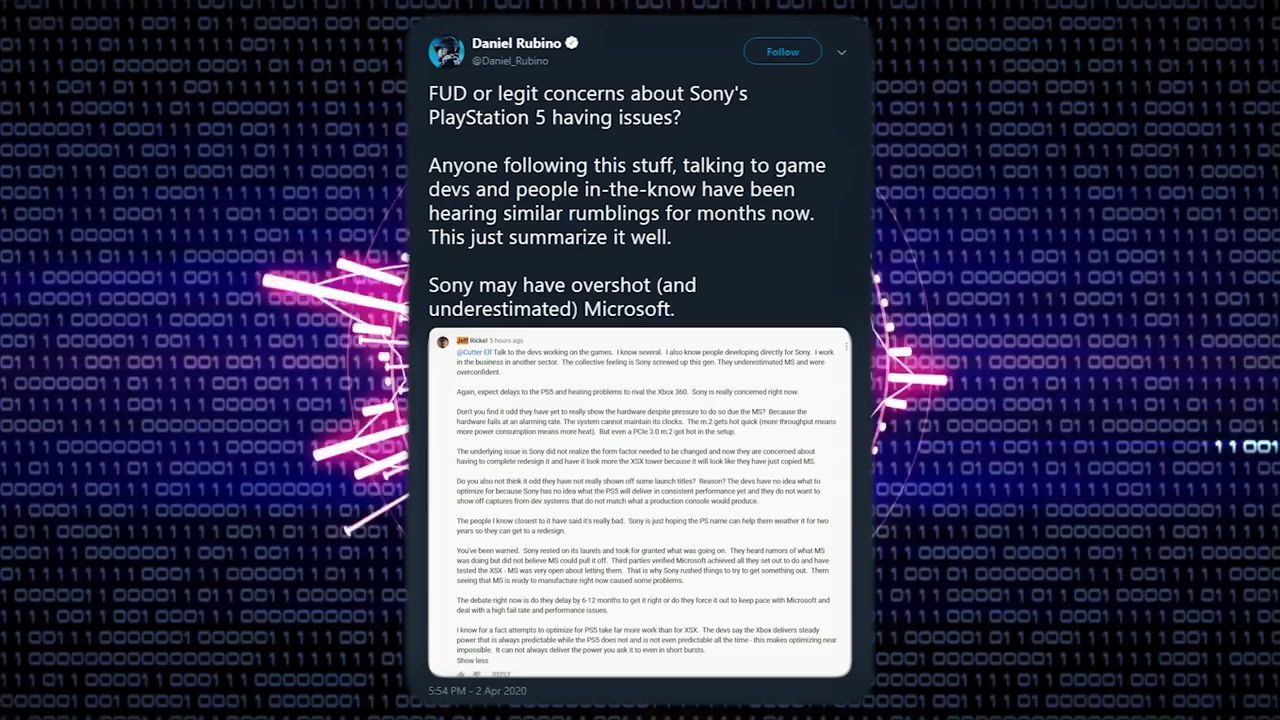 Daniel Rubino
@Daniel_Rubino
Follow
FUD or legit concerns about Sony's
PlayStation 5 having issues?
Anyone following this stuff, talking to game
devs and people in-the-know have been
hearing similar rumblings for months now.
This just summarize it well.
Sony may have overshot (and
underestimated) Microsoft.
Jeff Rickel 5 hours ago
@Cutter Elf Talk to the devs working on the games. I know several. I also know people developing directly for Sony. I work
in the business in another sector. The collective feeling is Sony screwed up this gen. They underestimated MS and were
overconfident.
Again, expect delays to the PS5 and heating problems to rival the Xbox 360. Sony is really concerned right now.
Don't you find it odd they have yet to really show the hardware despite pressure to do so due the MS? Because the
hardware fails at an alarming rate. The system cannot maintain its clocks. The m.2 gets hot quick (more throughput means
more power consumption means more heat). But even a PCIe 3.0 m.2 got hot in the setup.
The underlying issue is Sony did not realize the form factor needed to be changed and now they are concerned about
having to complete redesign it and have it look more the XSX tower because it will look like they have just copied MS.
Do you also not think it odd they have not really shown off some launch titles? Reason? The devs have no idea what to
optimize for because Sony has no idea what the PS5 will deliver in consistent performance yet and they do not want to
show off captures from dev systems that do not match what a production console would produce.
The people I know closest to it have said it's really bad. Sony is just hoping the PS name can help them weather it for two
years so they can get to a redesign.
You've been warned. Sony rested on its laurels and took for granted what was going on. They heard rumors of what MS
was doing but did not believe MS could pull it off. Third parties verified Microsoft achieved all they set out to do and have
tested the XSX - MS was very open about letting them. That is why Sony rushed things to try to get something out. Them
seeing that MS is ready to manufacture right now caused some problems.
The debate right now is do they delay by 6-12 months to get it right or do they force it out to keep pace with Microsoft and
deal with a high fail rate and performance issues.
I know for a fact attempts to optimize for PS5 take far more work than for XSX. The devs say the Xbox delivers steady
power that is always predictable while the PS5 does not and is not even predictable all the time - this makes optimizing near
impossible. It can not always deliver the power you ask it to even in short bursts.
Show less
REPLY
5:54 PM - 2 Apr 2020